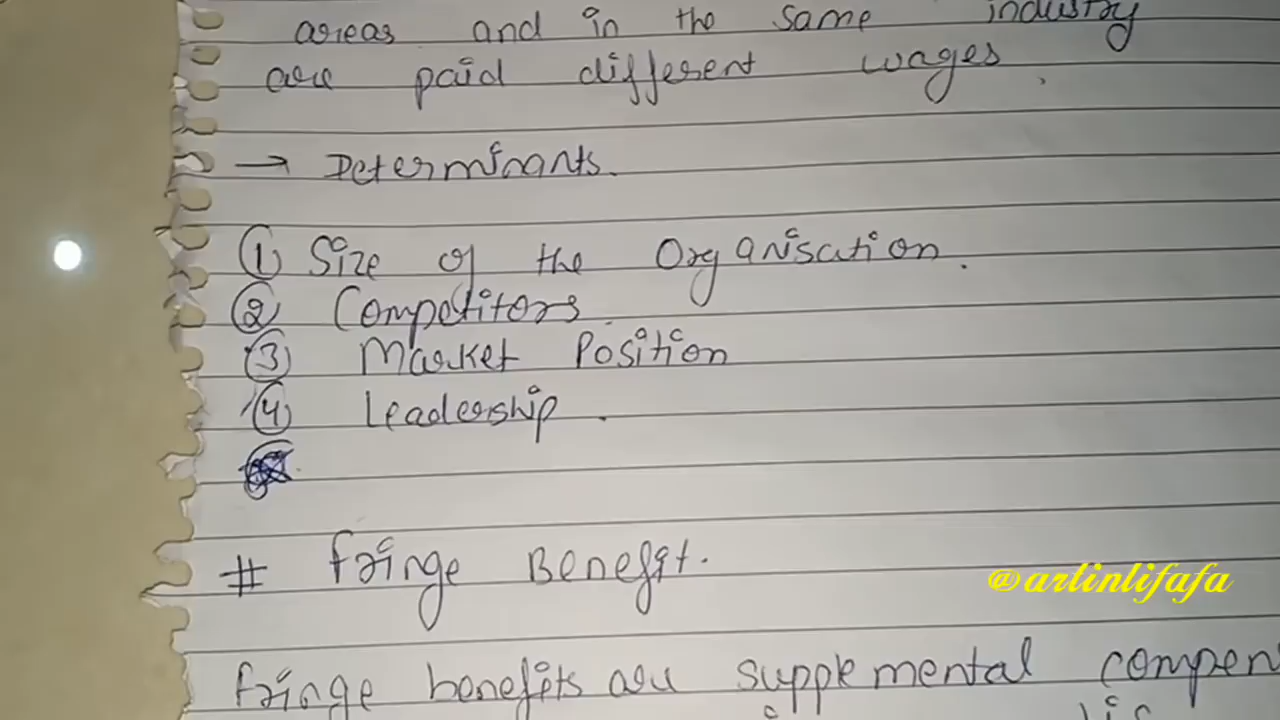 areas and in the same industry
are paid different wages.
→ Determinants.
① Size of the Organisation.
② Competitors.
③ Market Position
④ Leadership.
# Fringe Benefit.
@artinlifafa
Fringe benefits are supplemental compen